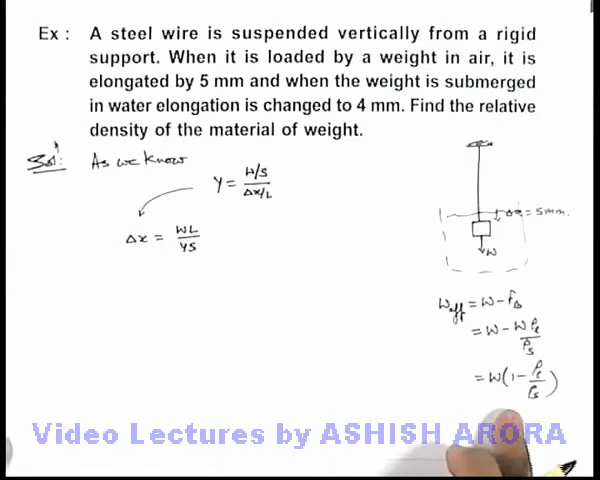 Ex : A steel wire is suspended vertically from a rigid
support. When it is loaded by a weight in air, it is
elongated by 5 mm and when the weight is submerged
in water elongation is changed to 4 mm. Find the relative
density of the material of weight.
Sol: As we know
Y = W/S / Δx/L
Δx = WL / YS
Δx = 5mm.
W
Weff = W - FB
= W - W ρL / ρs
= W(1 - ρL / ρs)
Video Lectures by ASHISH ARORA